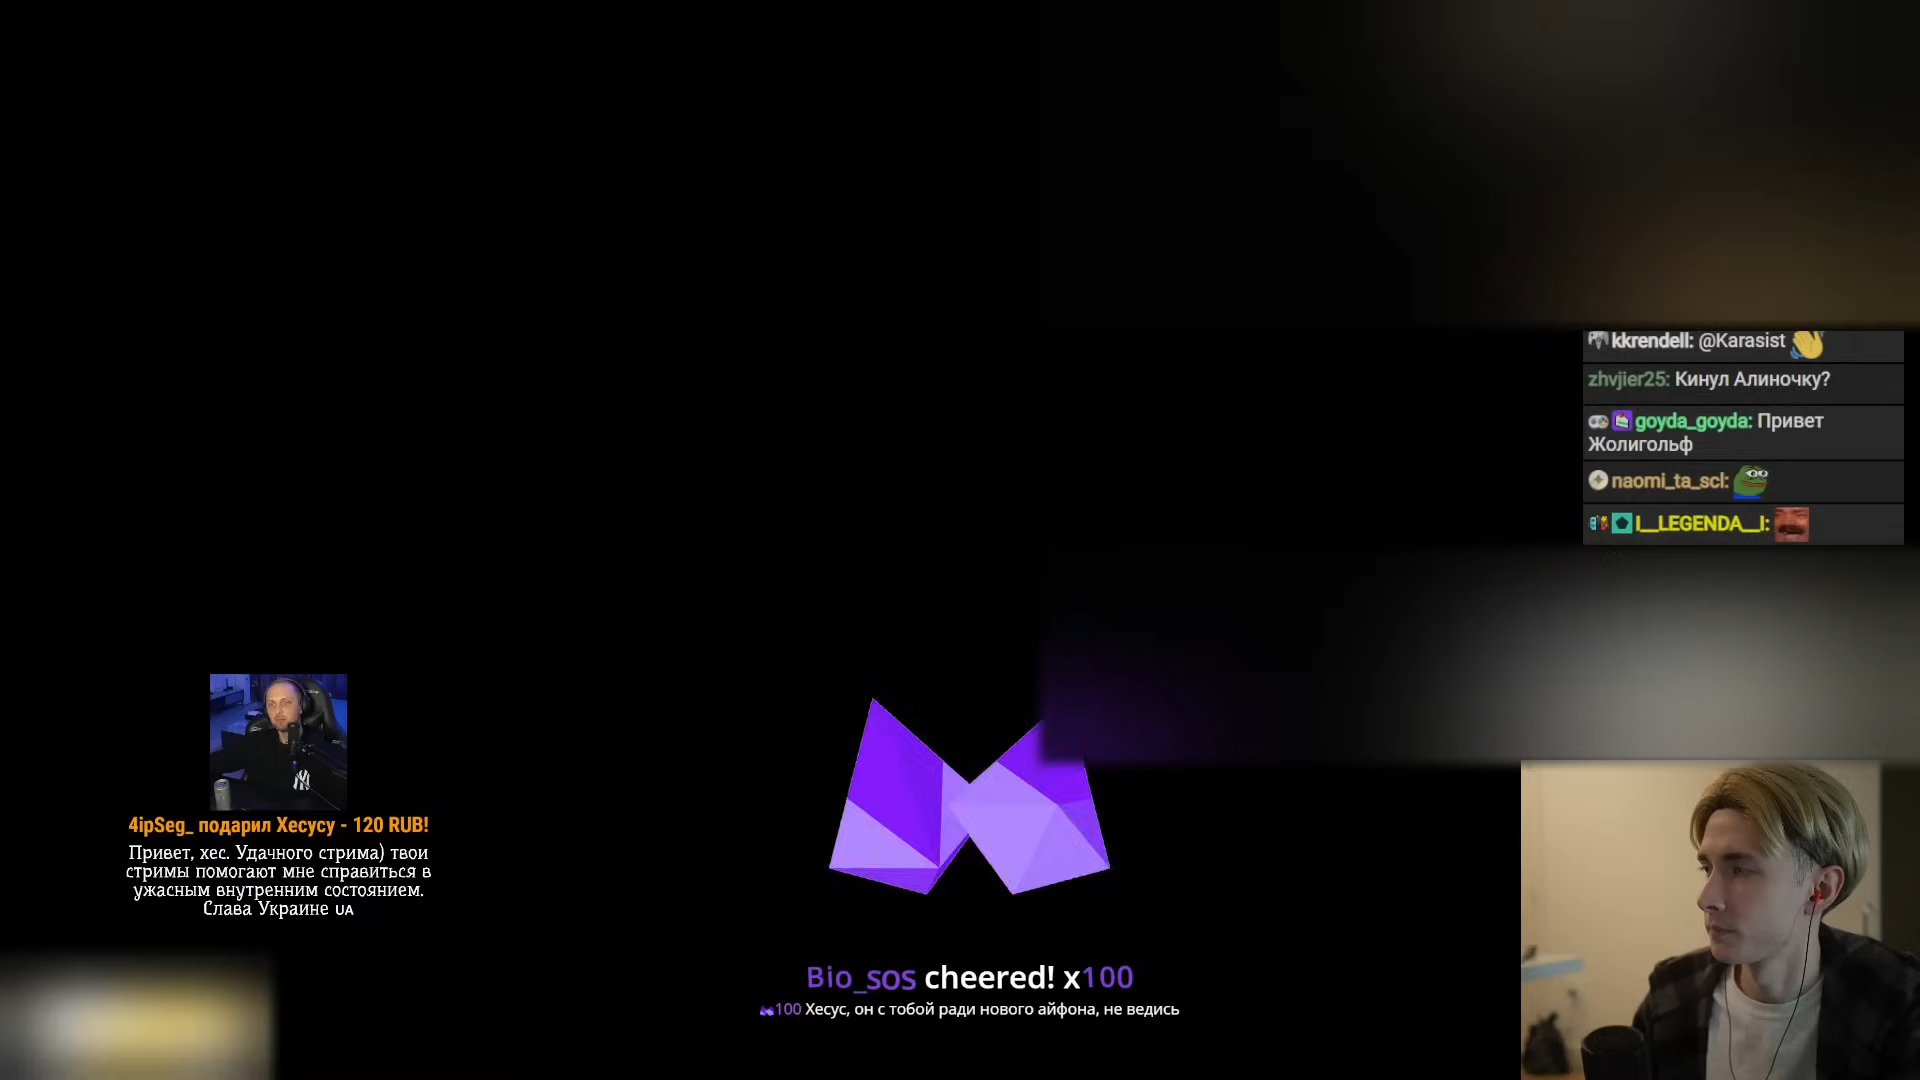 kkrendell: @Karasist
zhvjier25: Кинул Алиночку?
goyda_goyda: Привет
Жолигольф
naomi_ta_scl:
I__LEGENDA__I:
4ipSeg_ подарил Хесусу - 120 RUB!
Привет, хес. Удачного стрима) твои
стримы помогают мне справиться в
ужасным внутренним состоянием.
Слава Украине UA
Bio_sos cheered! x100
100 Хесус, он с тобой ради нового айфона, не ведись